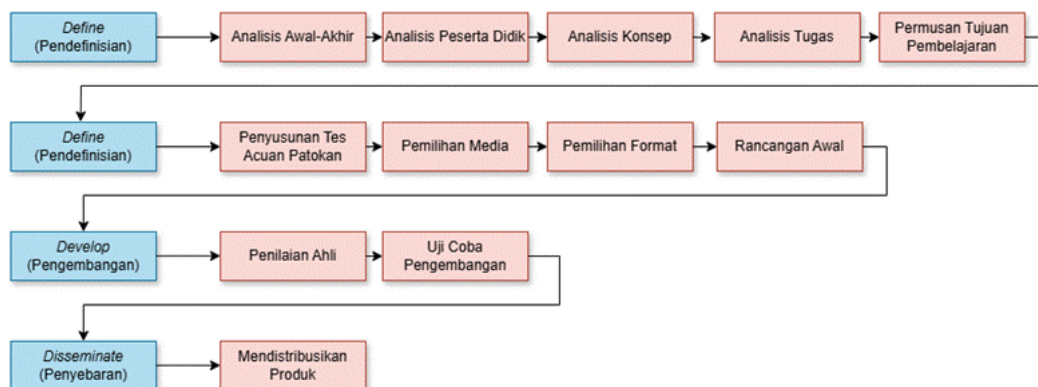 Define
(Pendefinisian)
Analisis Awal-Akhir
Analisis Peserta Didik
Analisis Konsep
Analisis Tugas
Permusan Tujuan
Pembelajaran
Define
(Pendefinisian)
Penyusunan Tes
Acuan Patokan
Pemilihan Media
Pemilihan Format
Rancangan Awal
Develop
(Pengembangan)
Penilaian Ahli
Uji Coba
Pengembangan
Disseminate
(Penyebaran)
Mendistribusikan
Produk